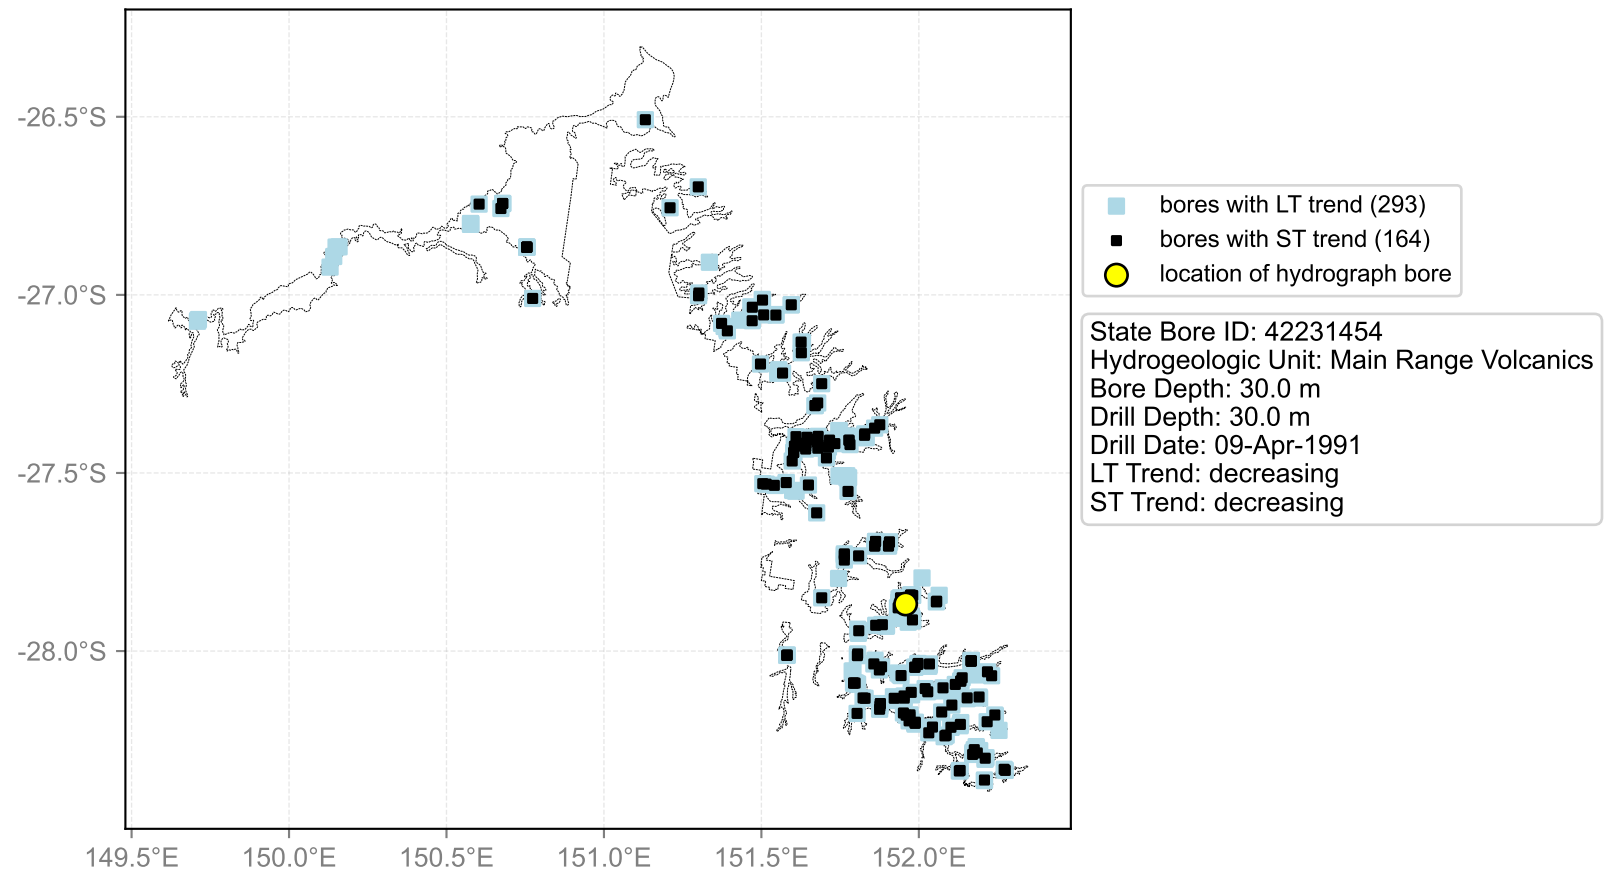 -26.5°S
-27.0°S
-27.5°S
-28.0°S
149.5°E
150.0°E
150.5°E
151.0°E
151.5°E
152.0°E
bores with LT trend (293)
bores with ST trend (164)
location of hydrograph bore
State Bore ID: 42231454
Hydrogeologic Unit: Main Range Volcanics
Bore Depth: 30.0 m
Drill Depth: 30.0 m
Drill Date: 09-Apr-1991
LT Trend: decreasing
ST Trend: decreasing